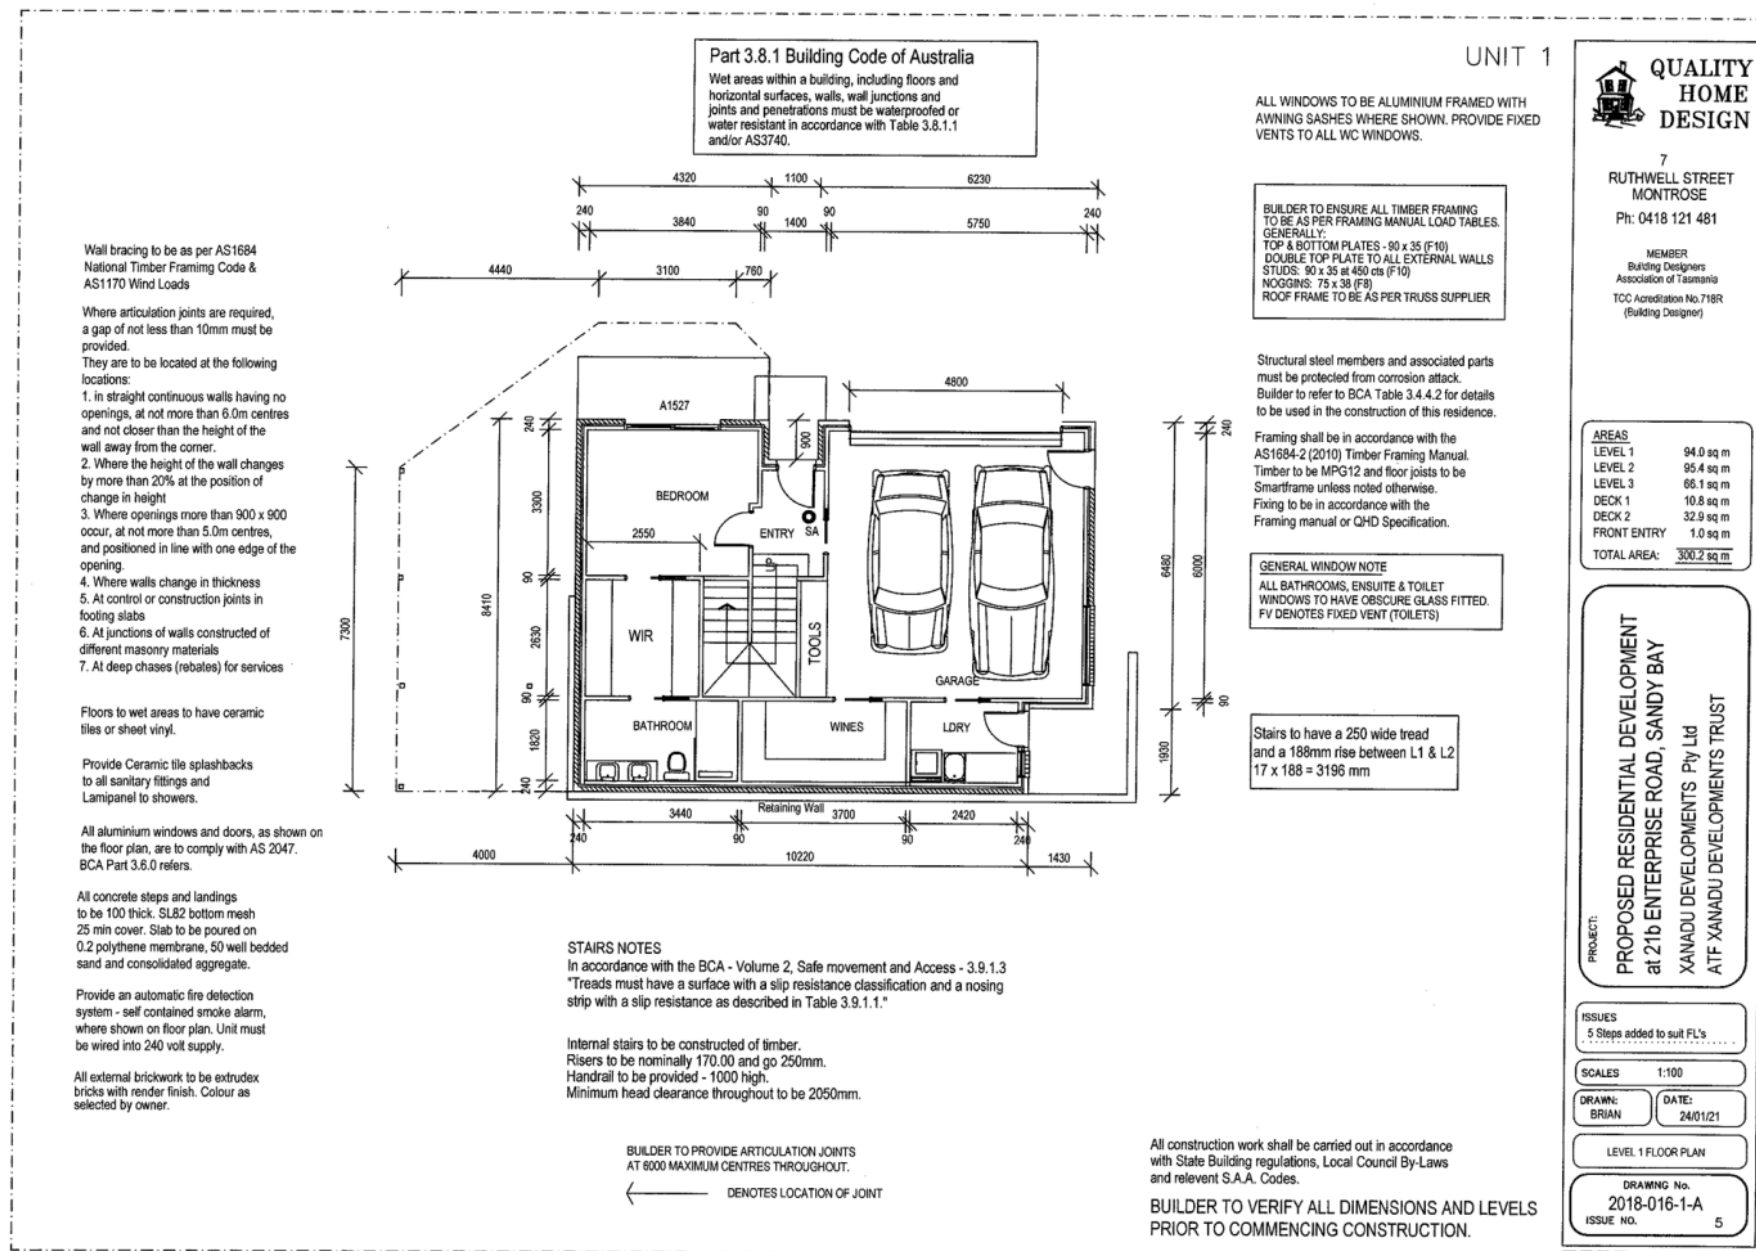 Part 3.8.1 Building Code of Australia
Wet areas within a building, including floors and
horizontal surfaces, walls, wall junctions and
joints and penetrations must be waterproofed or
water resistant in accordance with Table 3.8.1.1
and/or AS3740.
UNIT 1
ALL WINDOWS TO BE ALUMINIUM FRAMED WITH
AWNING SASHES WHERE SHOWN. PROVIDE FIXED
VENTS TO ALL WC WINDOWS.
BUILDER TO ENSURE ALL TIMBER FRAMING
TO BE AS PER FRAMING MANUAL LOAD TABLES.
GENERALLY:
TOP & BOTTOM PLATES - 90 x 35 (F10)
DOUBLE TOP PLATE TO ALL EXTERNAL WALLS
STUDS: 90 x 35 at 450 cts (F10)
NOGGINS: 75 x 38 (F8)
ROOF FRAME TO BE AS PER TRUSS SUPPLIER
Structural steel members and associated parts
must be protected from corrosion attack.
Builder to refer to BCA Table 3.4.4.2 for details
to be used in the construction of this residence.
Framing shall be in accordance with the
AS1684-2 (2010) Timber Framing Manual.
Timber to be MPG12 and floor joists to be
Smartframe unless noted otherwise.
Fixing to be in accordance with the
Framing manual or QHD Specification.
GENERAL WINDOW NOTE
ALL BATHROOMS, ENSUITE & TOILET
WINDOWS TO HAVE OBSCURE GLASS FITTED.
FV DENOTES FIXED VENT (TOILETS)
Stairs to have a 250 wide tread
and a 188mm rise between L1 & L2
17 x 188 = 3196 mm
Wall bracing to be as per AS1684
National Timber Framimg Code &
AS1170 Wind Loads
Where articulation joints are required,
a gap of not less than 10mm must be
provided.
They are to be located at the following
locations:
1. in straight continuous walls having no
openings, at not more than 6.0m centres
and not closer than the height of the
wall away from the corner.
2. Where the height of the wall changes
by more than 20% at the position of
change in height
3. Where openings more than 900 x 900
occur, at not more than 5.0m centres,
and positioned in line with one edge of the
opening.
4. Where walls change in thickness
5. At control or construction joints in
footing slabs
6. At junctions of walls constructed of
different masonry materials
7. At deep chases (rebates) for services
Floors to wet areas to have ceramic
tiles or sheet vinyl.
Provide Ceramic tile splashbacks
to all sanitary fittings and
Lamipanel to showers.
All aluminium windows and doors, as shown on
the floor plan, are to comply with AS 2047.
BCA Part 3.6.0 refers.
All concrete steps and landings
to be 100 thick. SL82 bottom mesh
25 min cover. Slab to be poured on
0.2 polythene membrane, 50 well bedded
sand and consolidated aggregate.
Provide an automatic fire detection
system - self contained smoke alarm,
where shown on floor plan. Unit must
be wired into 240 volt supply.
All external brickwork to be extrudex
bricks with render finish. Colour as
selected by owner.
4320 1100 6230
240 90 90 240
3840 1400 5750
4440 3100 760
4800
A1527
900
240
3300
90
2630
90
1820
240
8410
7300
BEDROOM
2550
ENTRY SA
UP
WIR
TOOLS
GARAGE
BATHROOM
WINES
LDRY
Retaining Wall
240
6480
6000
90
1930
3440 3700 2420
240 90 90 240
4000 10220 1430
STAIRS NOTES
In accordance with the BCA - Volume 2, Safe movement and Access - 3.9.1.3
"Treads must have a surface with a slip resistance classification and a nosing
strip with a slip resistance as described in Table 3.9.1.1."
Internal stairs to be constructed of timber.
Risers to be nominally 170.00 and go 250mm.
Handrail to be provided - 1000 high.
Minimum head clearance throughout to be 2050mm.
BUILDER TO PROVIDE ARTICULATION JOINTS
AT 6000 MAXIMUM CENTRES THROUGHOUT.
DENOTES LOCATION OF JOINT
All construction work shall be carried out in accordance
with State Building regulations, Local Council By-Laws
and relevent S.A.A. Codes.
BUILDER TO VERIFY ALL DIMENSIONS AND LEVELS
PRIOR TO COMMENCING CONSTRUCTION.
QUALITY
HOME
DESIGN
7
RUTHWELL STREET
MONTROSE
Ph: 0418 121 481
MEMBER
Building Designers
Association of Tasmania
TCC Acreditation No.718R
(Building Designer)
AREAS
LEVEL 1 94.0 sq m
LEVEL 2 95.4 sq m
LEVEL 3 66.1 sq m
DECK 1 10.8 sq m
DECK 2 32.9 sq m
FRONT ENTRY 1.0 sq m
TOTAL AREA: 300.2 sq m
PROJECT:
PROPOSED RESIDENTIAL DEVELOPMENT
at 21b ENTERPRISE ROAD, SANDY BAY
XANADU DEVELOPMENTS Pty Ltd
ATF XANADU DEVELOPMENTS TRUST
ISSUES
5 Steps added to suit FL's
SCALES 1:100
DRAWN:
BRIAN
DATE:
24/01/21
LEVEL 1 FLOOR PLAN
DRAWING No.
2018-016-1-A
ISSUE NO. 5